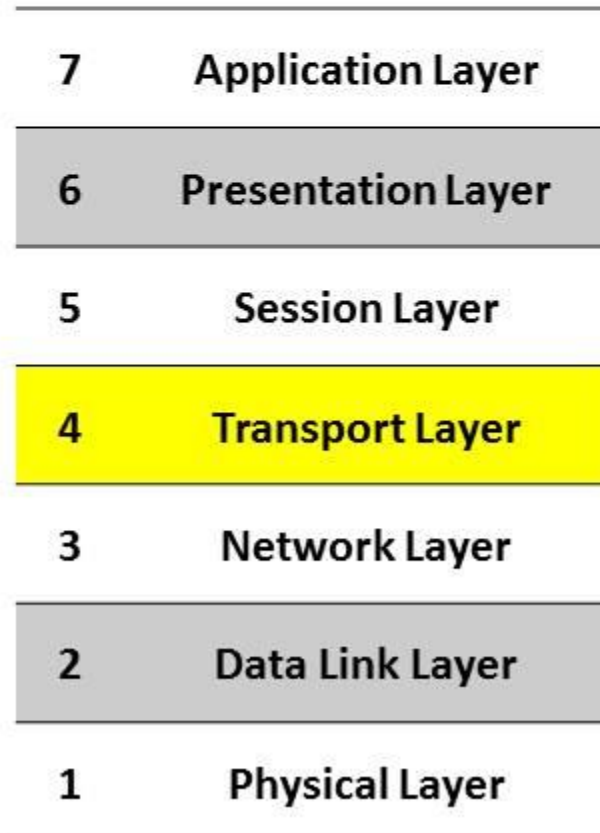 7 Application Layer
6 Presentation Layer
5 Session Layer
4 Transport Layer
3 Network Layer
2 Data Link Layer
1 Physical Layer